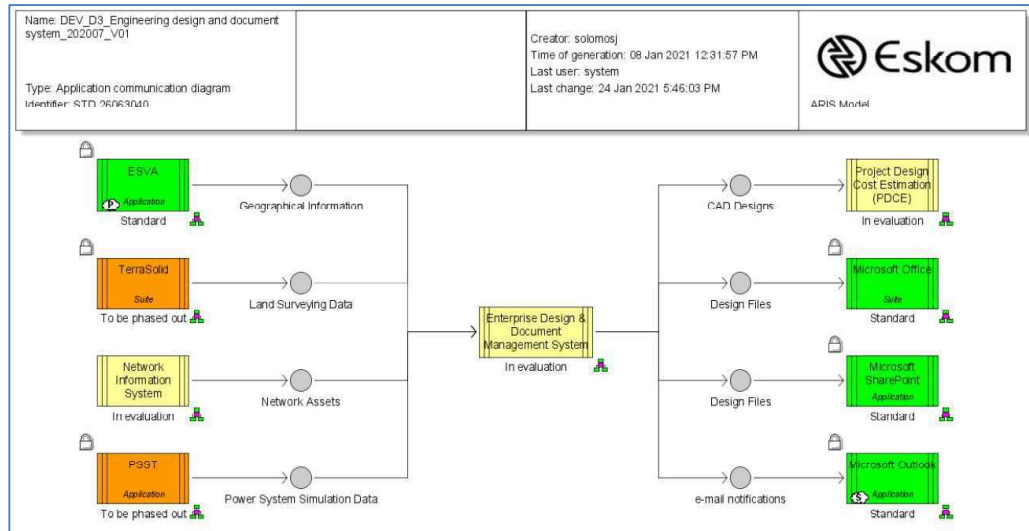 Name: DEV_D3_Engineering design and document
system_202007_V01
Type: Application communication diagram
Identifier: STD 26063040
Creator: solomosj
Time of generation: 08 Jan 2021 12:31:57 PM
Last user: system
Last change: 24 Jan 2021 5:46:03 PM
Eskom
ARIS Model
ESVA
P
Application
Standard
Geographical Information
TerraSolid
Suite
To be phased out
Land Surveying Data
Network
Information
System
In evaluation
Network Assets
PSST
Application
To be phased out
Power System Simulation Data
Enterprise Design &
Document
Management System
In evaluation
CAD Designs
Project Design
Cost Estimation
(PDCE)
In evaluation
Design Files
Microsoft Office
Suite
Standard
Design Files
Microsoft
SharePoint
Application
Standard
e-mail notifications
Microsoft Outlook
S
Application
Standard